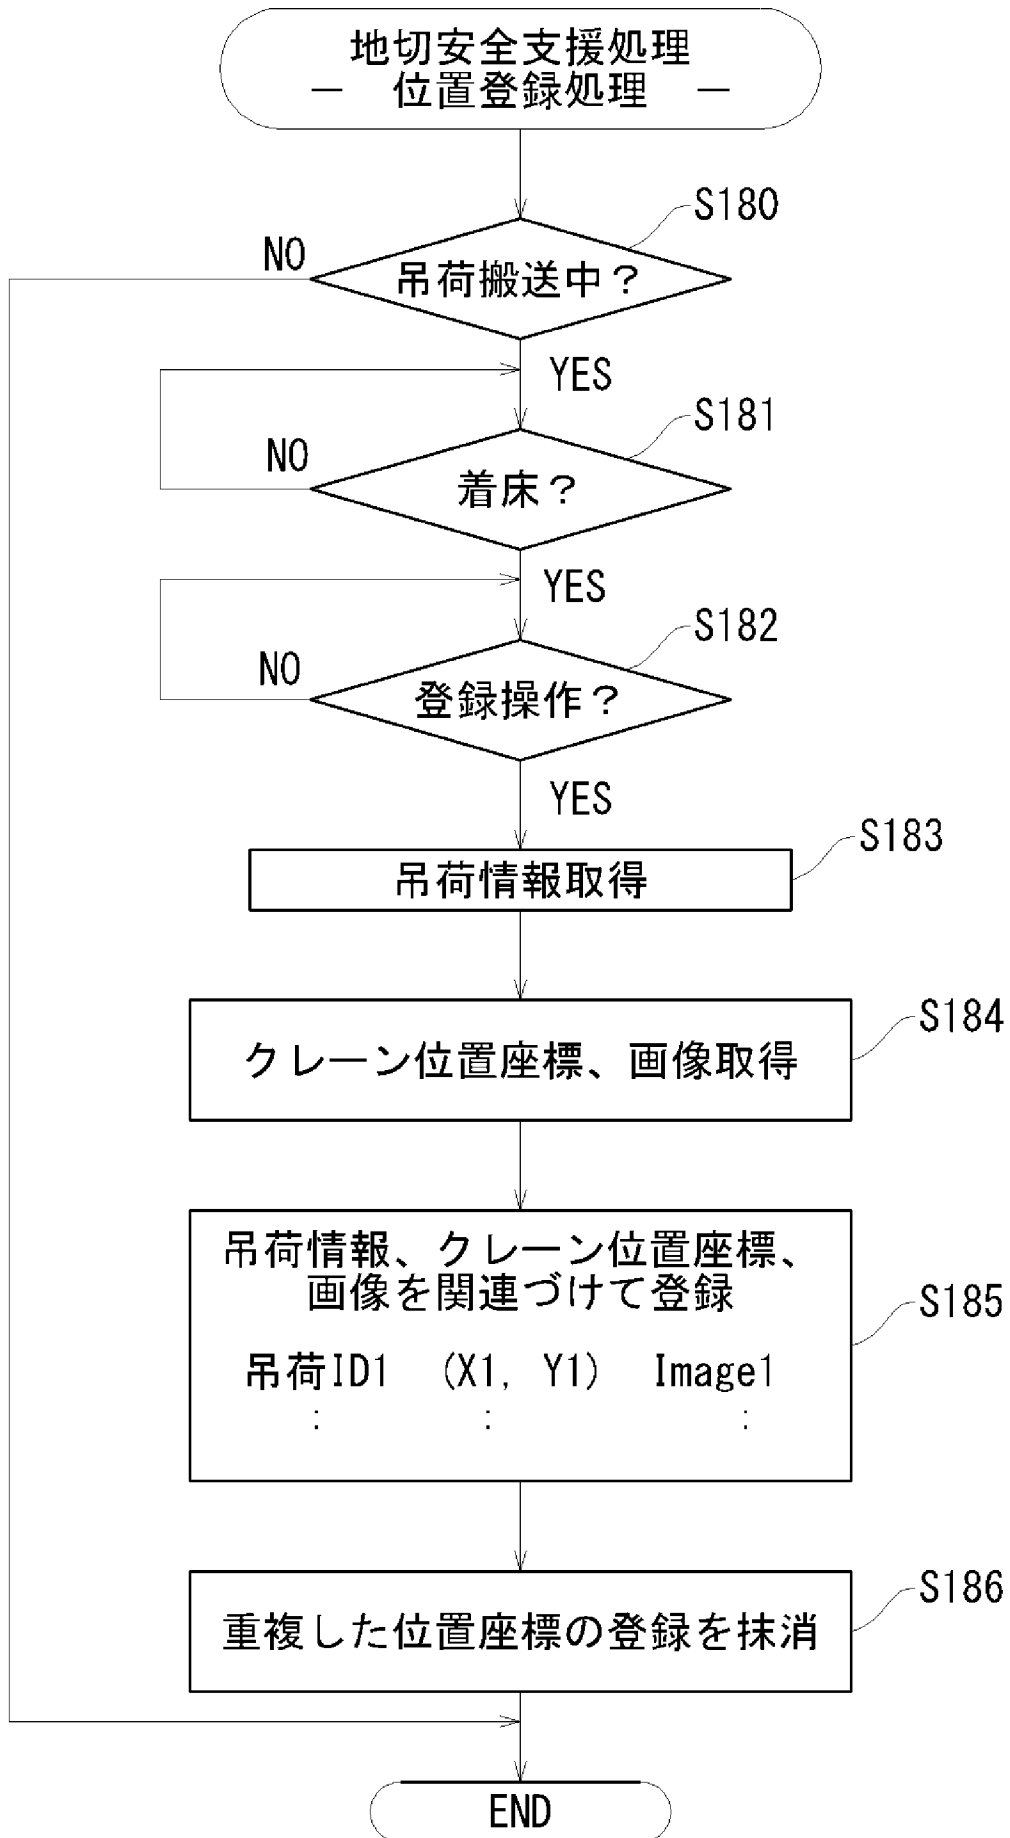 地切安全支援処理
― 位置登録処理 ―
S180
NO
吊荷搬送中？
YES
S181
NO
着床？
YES
S182
NO
登録操作？
YES
S183
吊荷情報取得
S184
クレーン位置座標、画像取得
吊荷情報、クレーン位置座標、
画像を関連づけて登録
S185
吊荷ID1 (X1, Y1) Image1
: : :
S186
重複した位置座標の登録を抹消
END